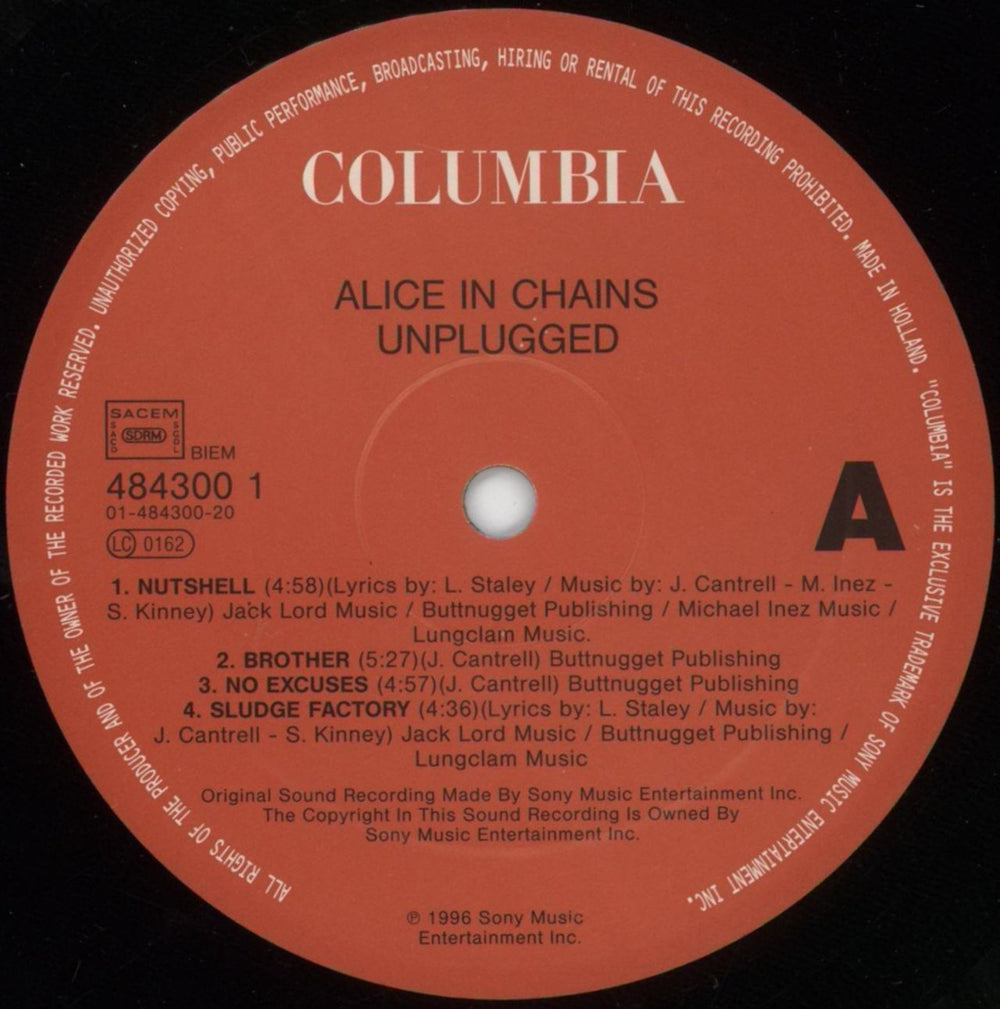 ALL RIGHTS OF THE PRODUCER AND OF THE OWNER OF THE RECORDED WORK RESERVED. UNAUTHORIZED COPYING, PUBLIC PERFORMANCE, BROADCASTING, HIRING OR RENTAL OF THIS RECORDING PROHIBITED. MADE IN HOLLAND. "COLUMBIA" IS THE EXCLUSIVE TRADEMARK OF SONY MUSIC ENTERTAINMENT INC.
COLUMBIA
ALICE IN CHAINS
UNPLUGGED
SACEM
SACD
SDRM
SCGDL
BIEM
484300 1
01-484300-20
LC 0162
A
1. NUTSHELL (4:58)(Lyrics by: L. Staley / Music by: J. Cantrell - M. Inez -
S. Kinney) Jack Lord Music / Buttnugget Publishing / Michael Inez Music /
Lungclam Music.
2. BROTHER (5:27)(J. Cantrell) Buttnugget Publishing
3. NO EXCUSES (4:57)(J. Cantrell) Buttnugget Publishing
4. SLUDGE FACTORY (4:36)(Lyrics by: L. Staley / Music by:
J. Cantrell - S. Kinney) Jack Lord Music / Buttnugget Publishing /
Lungclam Music
Original Sound Recording Made By Sony Music Entertainment Inc.
The Copyright In This Sound Recording Is Owned By
Sony Music Entertainment Inc.
℗ 1996 Sony Music
Entertainment Inc.